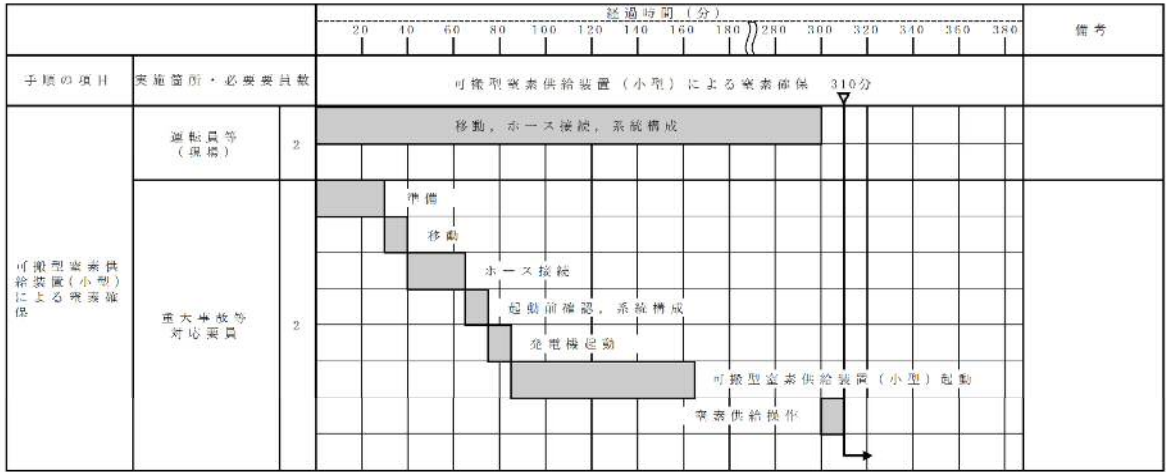 経過時間（分）
20 40 60 80 100 120 140 160 180 280 300 320 340 360 380
備考
手順の項目
実施箇所・必要要員数
可搬型窒素供給装置（小型）による窒素確保 310分
可搬型窒素供
給装置（小型）
による窒素確
保
運転員等
（現場）
2
移動，ホース接続，系統構成
重大事故等
対応要員
2
準備
移動
ホース接続
起動前確認，系統構成
発電機起動
可搬型窒素供給装置（小型）起動
窒素供給操作